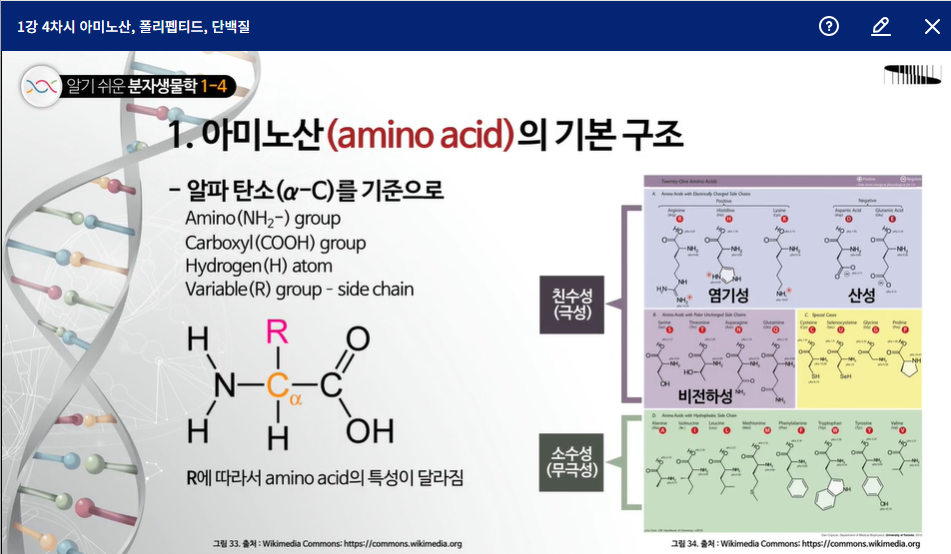 1강 4차시 아미노산, 폴리펩티드, 단백질
알기 쉬운 분자생물학 1-4
1. 아미노산(amino acid)의 기본 구조
- 알파 탄소(α-C)를 기준으로
Amino(NH₂-) group
Carboxyl(COOH) group
Hydrogen(H) atom
Variable(R) group - side chain
H R O
N C C
α
H H OH
R에 따라서 amino acid의 특성이 달라짐
그림 33. 출처 : Wikimedia Commons: https://commons.wikimedia.org
친수성
(극성)
소수성
(무극성)
Twenty-One Amino Acids
Positive
Negative
A. Amino Acids with Electrically Charged Side Chains
Positive
Negative
Arginine
Histidine
Lysine
Aspartic Acid
Glutamic Acid
R H K D E
염기성
산성
B. Amino Acids with Polar Uncharged Side Chains
Serine
Threonine
Asparagine
Glutamine
S T N Q
비전하성
C. Special Cases
Cysteine
Selenocysteine
Glycine
Proline
C U G P
SH
SeH
D. Amino Acids with Hydrophobic Side Chain
Alanine
Isoleucine
Leucine
Methionine
Phenylalanine
Tryptophan
Tyrosine
Valine
A I L M F W Y V
그림 34. 출처 : Wikimedia Commons: https://commons.wikimedia.org